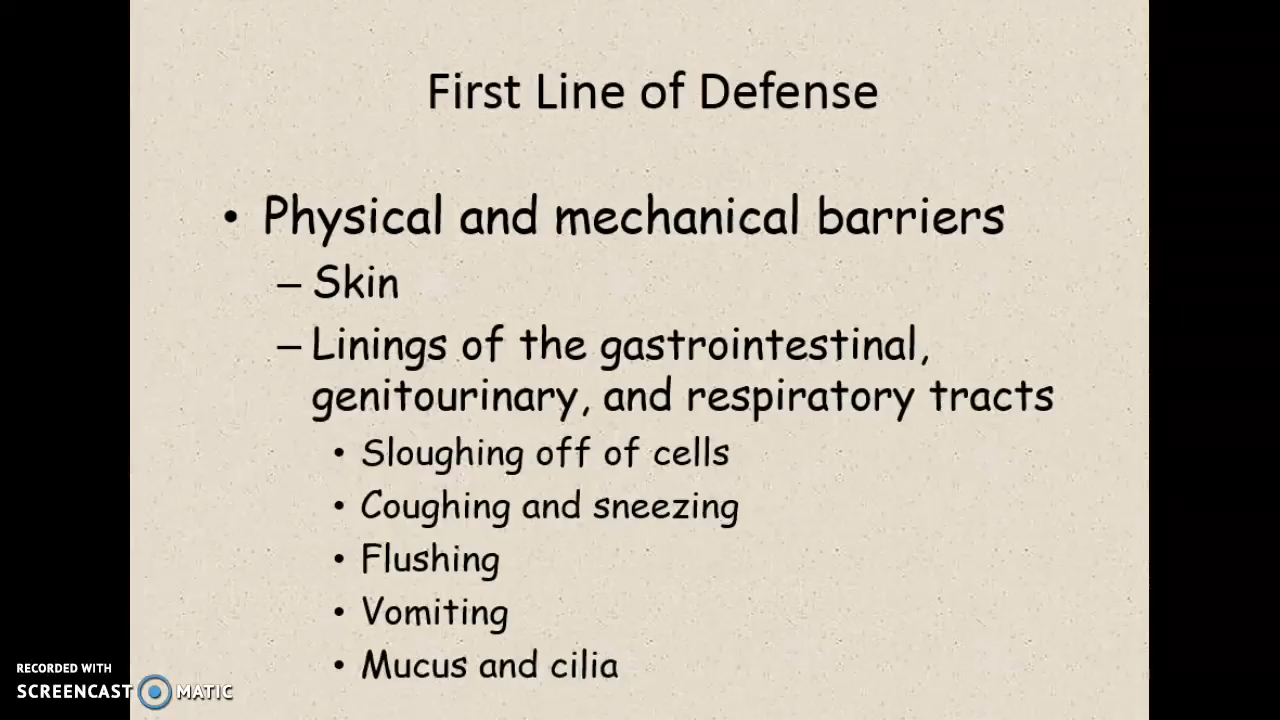 First Line of Defense
• Physical and mechanical barriers
– Skin
– Linings of the gastrointestinal,
genitourinary, and respiratory tracts
• Sloughing off of cells
• Coughing and sneezing
• Flushing
• Vomiting
• Mucus and cilia
RECORDED WITH
SCREENCAST MATIC